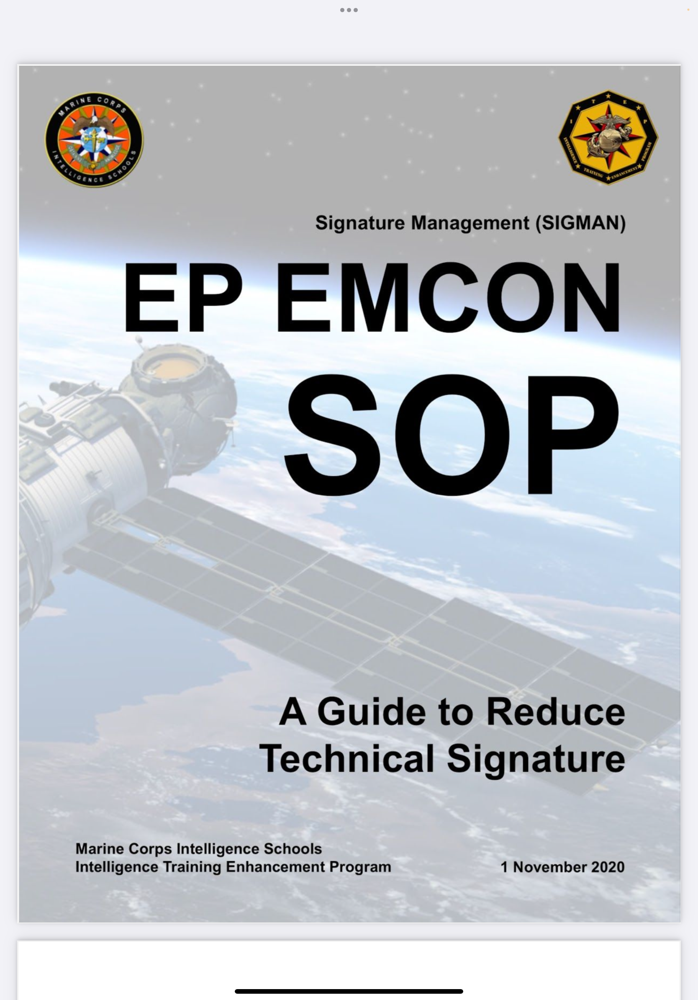 MARINE CORPS
INTELLIGENCE SCHOOLS
I T E P
INTELLIGENCE TRAINING ENHANCEMENT PROGRAM
Signature Management (SIGMAN)
EP EMCON
SOP
A Guide to Reduce
Technical Signature
Marine Corps Intelligence Schools
Intelligence Training Enhancement Program
1 November 2020